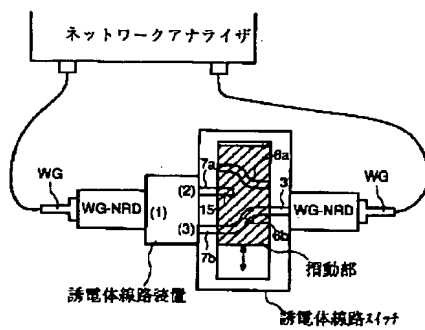 ネットワークアナライザ
WG
WG-NRD
(1)
(2)
(3)
7a
7b
15
6a
6b
3
WG-NRD
WG
摺動部
誘電体線路装置
誘電体線路スイッチ